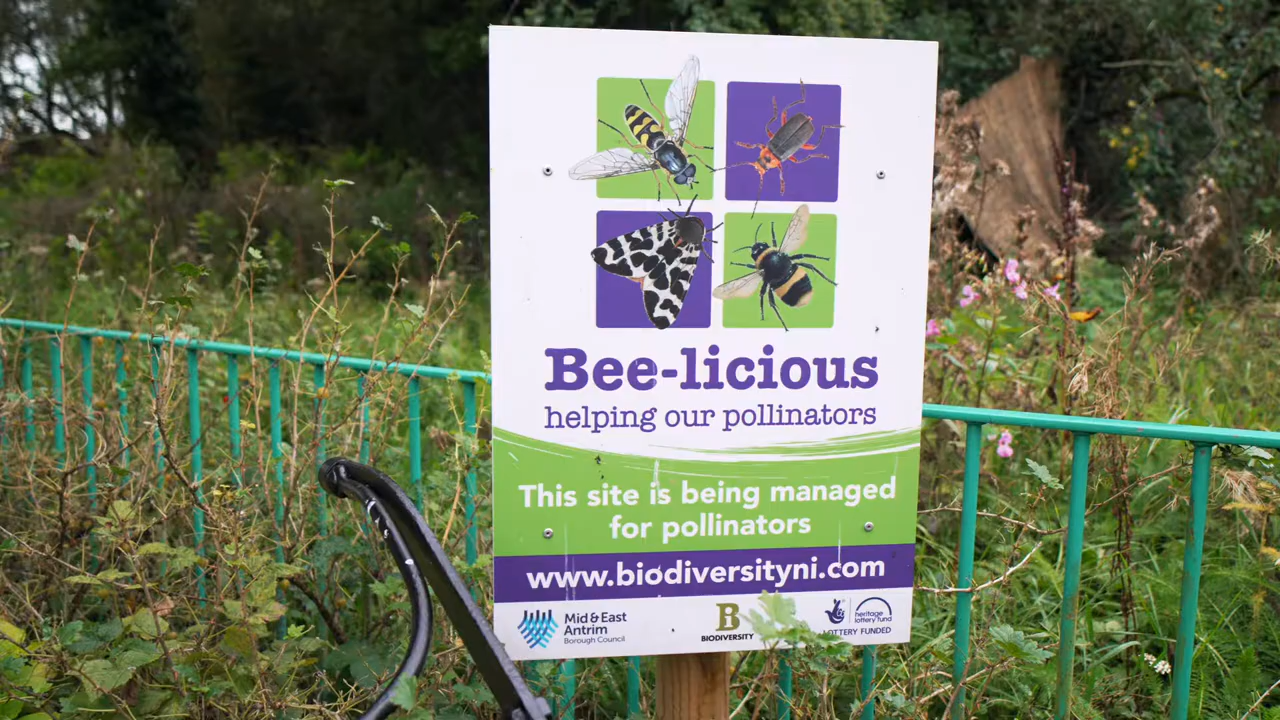 Bee-licious
helping our pollinators
This site is being managed
for pollinators
www.biodiversityni.com
Mid & East
Antrim
Borough Council
B
BIODIVERSITY
heritage
lottery fund
LOTTERY FUNDED